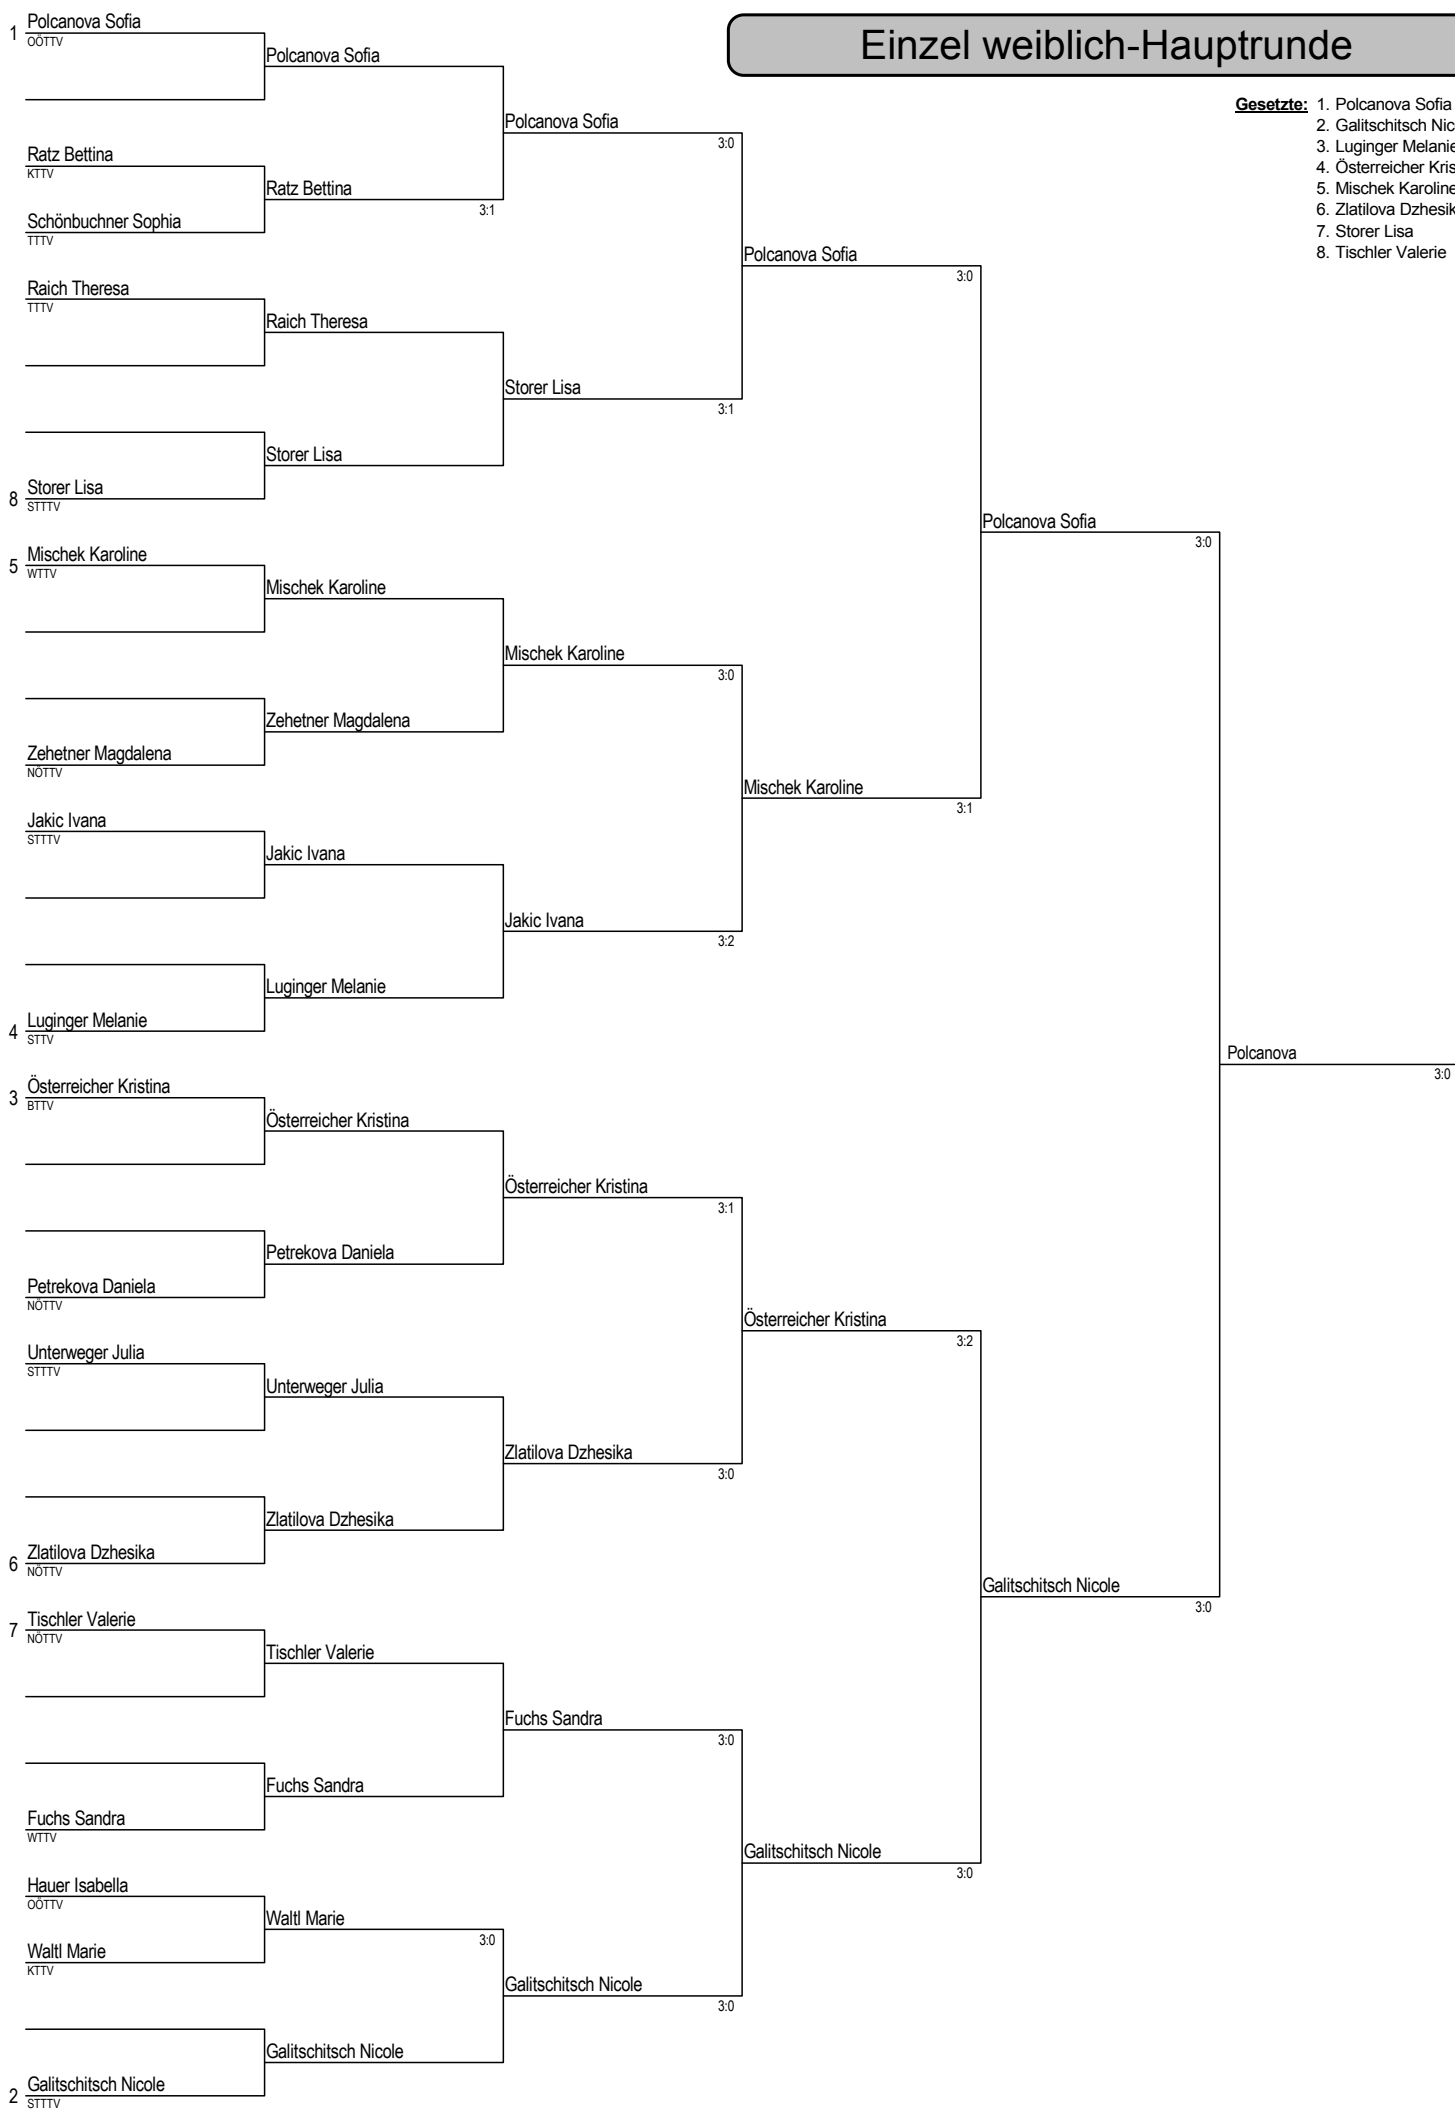 Einzel weiblich-Hauptrunde
Gesetzte: 1. Polcanova Sofia
2. Galitschitsch Nic
3. Luginger Melanie
4. Österreicher Kris
5. Mischek Karoline
6. Zlatilova Dzhesik
7. Storer Lisa
8. Tischler Valerie
1 Polcanova Sofia
OÖTTV
Ratz Bettina
KTTV
Schönbuchner Sophia
TTTV
Raich Theresa
TTTV
8 Storer Lisa
STTTV
5 Mischek Karoline
WTTV
Zehetner Magdalena
NÖTTV
Jakic Ivana
STTTV
4 Luginger Melanie
STTV
3 Österreicher Kristina
BTTV
Petrekova Daniela
NÖTTV
Unterweger Julia
STTTV
6 Zlatilova Dzhesika
NÖTTV
7 Tischler Valerie
NÖTTV
Fuchs Sandra
WTTV
Hauer Isabella
OÖTTV
Waltl Marie
KTTV
2 Galitschitsch Nicole
STTTV
Polcanova Sofia
Ratz Bettina
3:1
Raich Theresa
Storer Lisa
Mischek Karoline
Zehetner Magdalena
Jakic Ivana
Luginger Melanie
Österreicher Kristina
Petrekova Daniela
Unterweger Julia
Zlatilova Dzhesika
Tischler Valerie
Fuchs Sandra
Waltl Marie
3:0
Galitschitsch Nicole
Polcanova Sofia
3:0
Storer Lisa
3:1
Mischek Karoline
3:0
Jakic Ivana
3:2
Österreicher Kristina
3:1
Zlatilova Dzhesika
3:0
Fuchs Sandra
3:0
Galitschitsch Nicole
3:0
Polcanova Sofia
3:0
Mischek Karoline
3:1
Österreicher Kristina
3:2
Galitschitsch Nicole
3:0
Polcanova Sofia
3:0
Galitschitsch Nicole
3:0
Polcanova
3:0